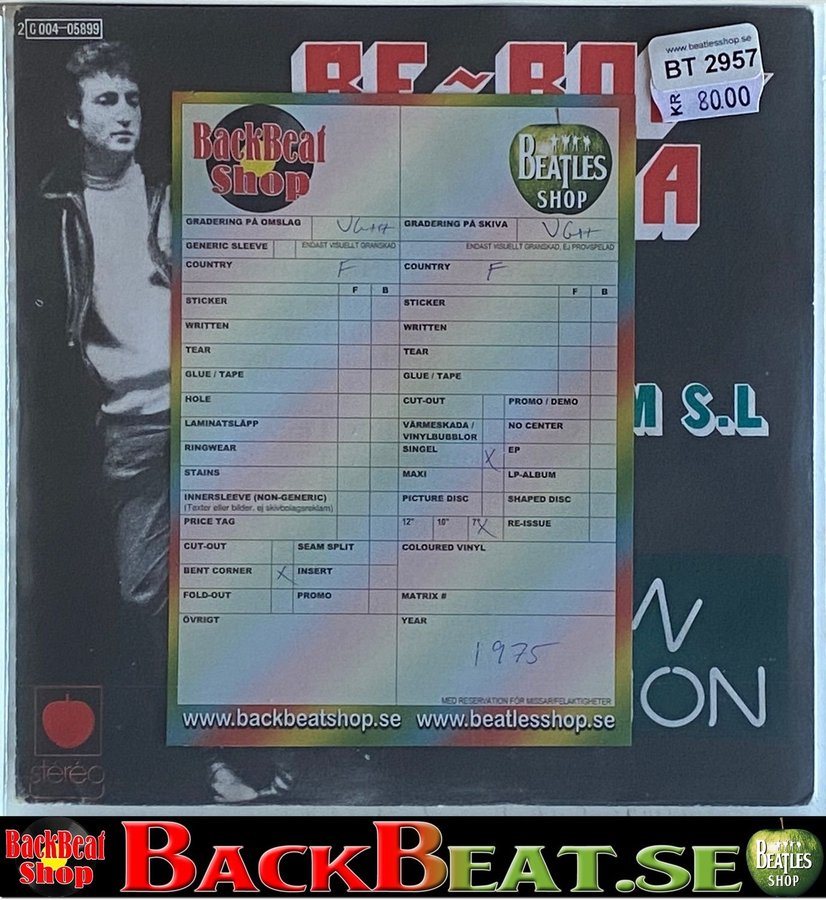 2 C 004-05899
BE~BO
A
www.beatlesshop.se
BT 2957
KR 80.00
BackBeat Shop
BEATLES SHOP
GRADERING PÅ OMSLAG VG++ GRADERING PÅ SKIVA VG++
GENERIC SLEEVE ENDAST VISUELLT GRANSKAD ENDAST VISUELLT GRANSKAD, EJ PROVSPELAD
COUNTRY F COUNTRY F
F B F B
STICKER STICKER
WRITTEN WRITTEN
TEAR TEAR
GLUE / TAPE GLUE / TAPE
HOLE CUT-OUT PROMO / DEMO
LAMINATSLÄPP VÄRMESKADA / VINYLBUBBLOR NO CENTER
RINGWEAR SINGEL X EP
STAINS MAXI LP-ALBUM
INNERSLEEVE (NON-GENERIC) PICTURE DISC SHAPED DISC
(Texter eller bilder, ej skivbolagsreklam)
PRICE TAG 12" 10" 7" X RE-ISSUE
CUT-OUT SEAM SPLIT COLOURED VINYL
BENT CORNER X INSERT
FOLD-OUT PROMO MATRIX #
ÖVRIGT YEAR
1975
MED RESERVATION FÖR MISSAR/FELAKTIGHETER
www.backbeatshop.se www.beatlesshop.se
M S.L
N
ON
stereo
BackBeat Shop
BACKBEAT.SE
BEATLES SHOP